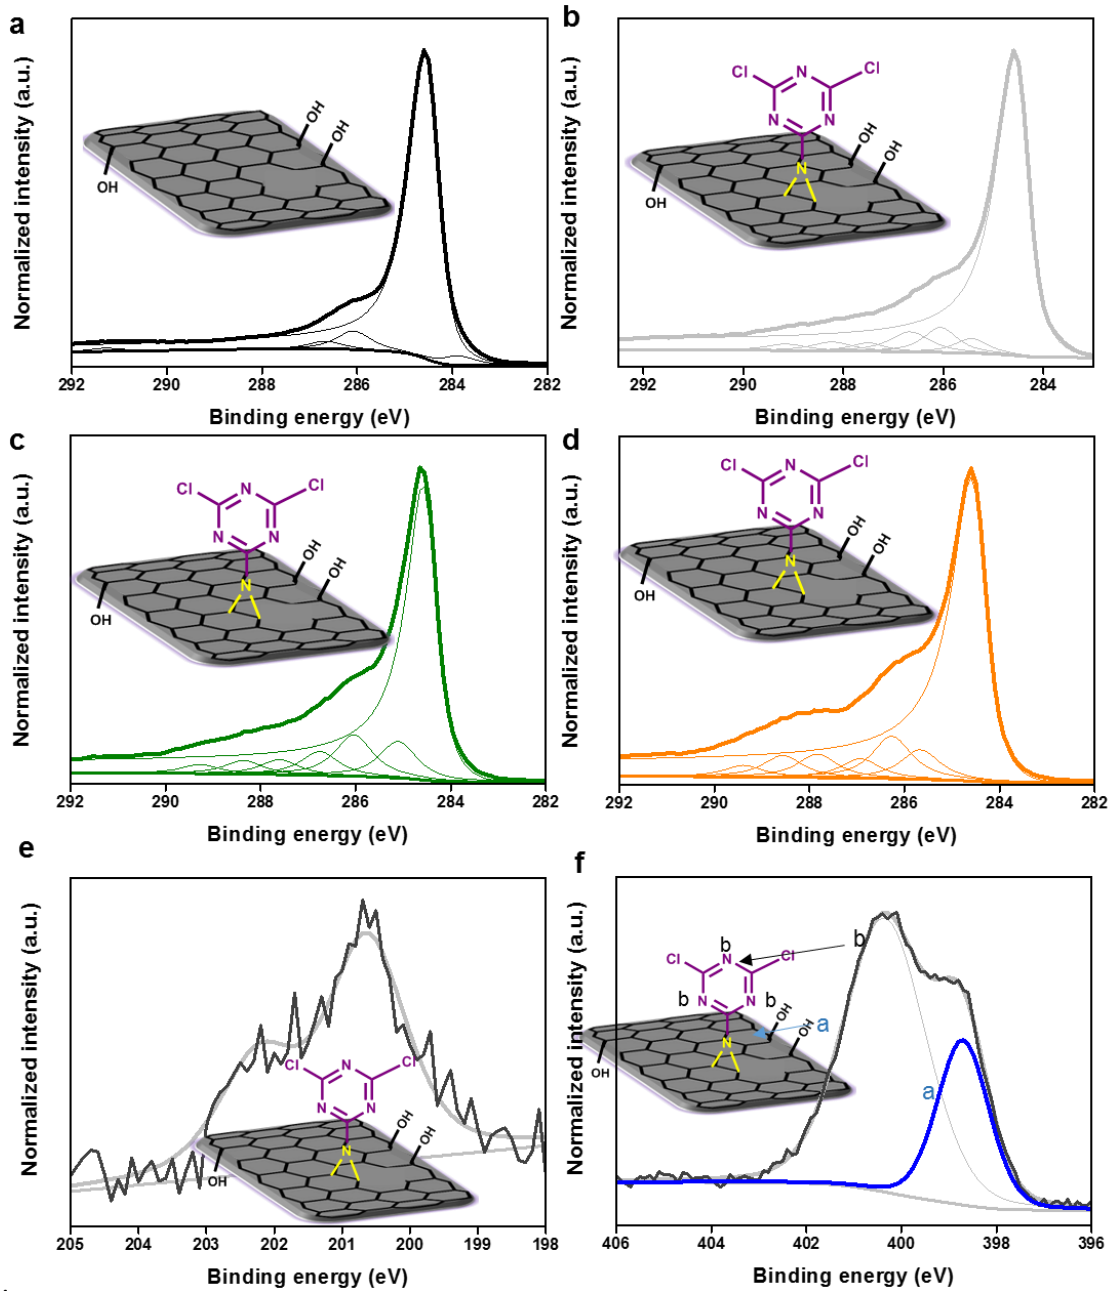 a
Normalized intensity (a.u.)
OH
OH
OH
292 290 288 286 284 282
Binding energy (eV)
b
Normalized intensity (a.u.)
Cl N Cl
N N
N
OH
OH
OH
292 290 288 286 284
Binding energy (eV)
c
Normalized intensity (a.u.)
Cl N Cl
N N
N
OH
OH
OH
292 290 288 286 284 282
Binding energy (eV)
d
Normalized intensity (a.u.)
Cl N Cl
N N
N
OH
OH
OH
292 290 288 286 284 282
Binding energy (eV)
e
Normalized intensity (a.u.)
Cl N Cl
N N
N
OH
OH
OH
205 204 203 202 201 200 199 198
Binding energy (eV)
f
Normalized intensity (a.u.)
b
b
Cl N Cl
b N N b
N
a
OH
OH
OH
a
406 404 402 400 398 396
Binding energy (eV)